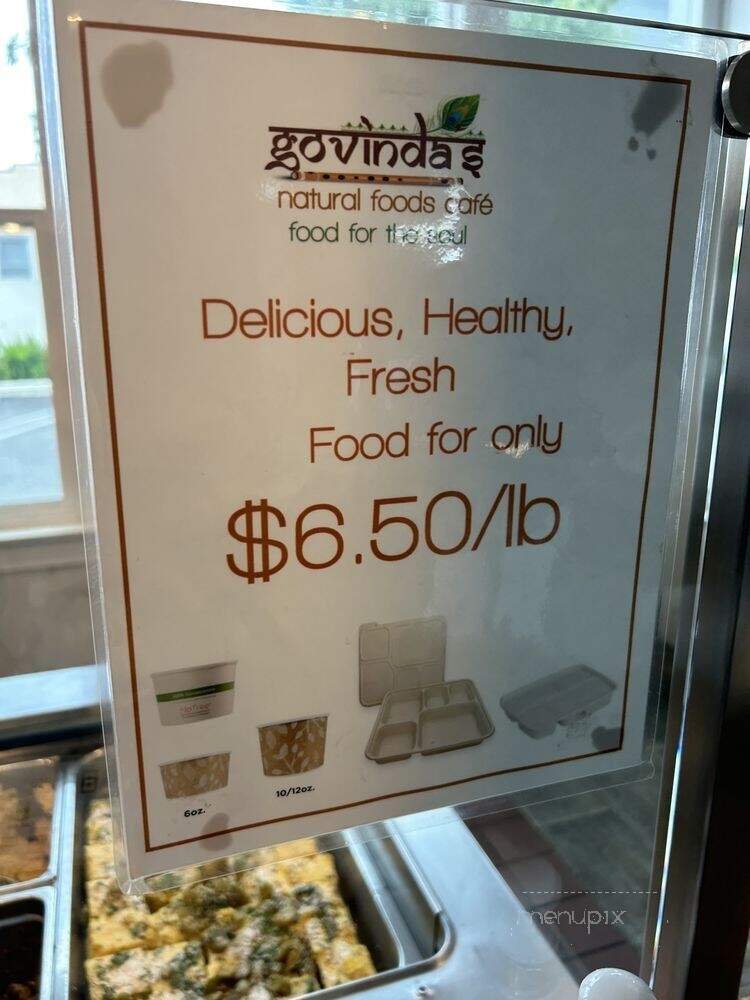 govinda's
natural foods café
food for the soul
Delicious, Healthy,
Fresh
Food for only
$6.50/lb
6oz.
10/12oz.
menupix